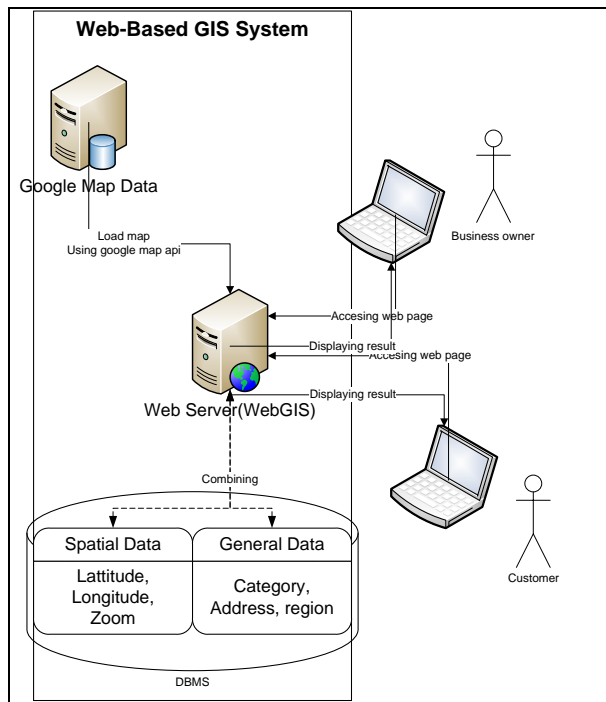 Web-Based GIS System
Google Map Data
Load map
Using google map api
Business owner
Accesing web page
Displaying result
Accesing web page
Displaying result
Web Server(WebGIS)
Combining
Spatial Data
General Data
Lattitude,
Longitude,
Zoom
Category,
Address, region
Customer
DBMS